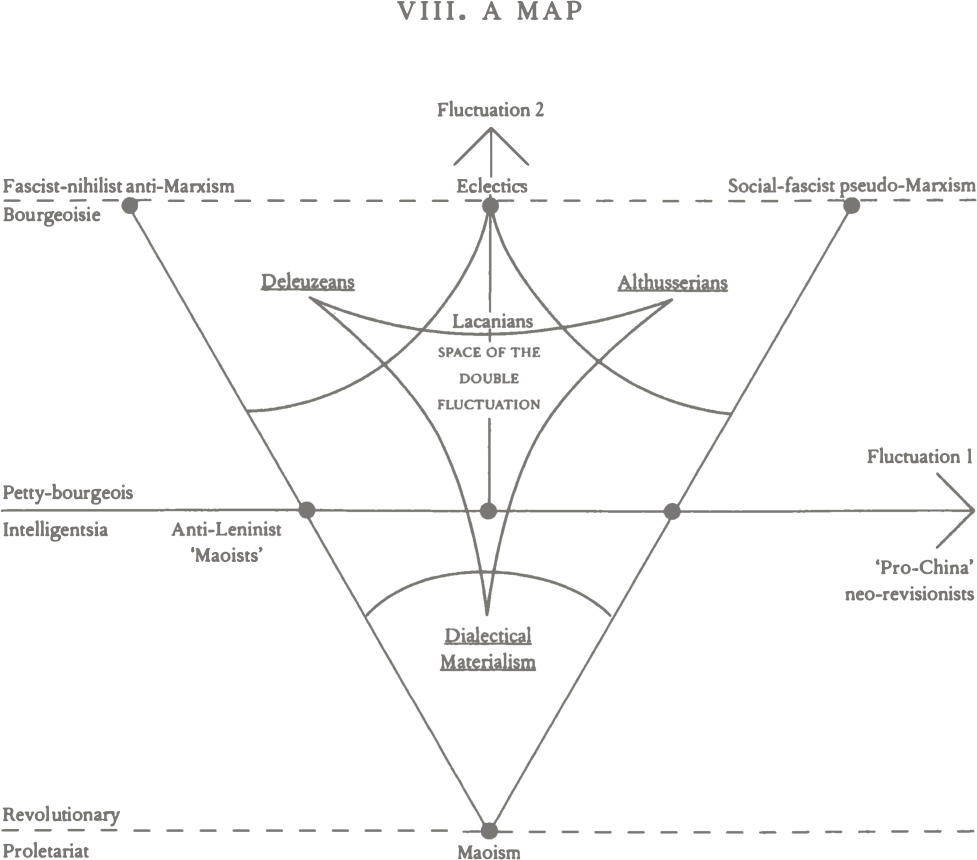 VIII. A MAP
Fluctuation 2
Fascist-nihilist anti-Marxism
Eclectics
Social-fascist pseudo-Marxism
Bourgeoisie
Deleuzeans
Althusserians
Lacanians
SPACE OF THE
DOUBLE
FLUCTUATION
Fluctuation 1
Petty-bourgeois
Intelligentsia
Anti-Leninist
‘Maoists’
‘Pro-China’
neo-revisionists
Dialectical
Materialism
Revolutionary
Proletariat
Maoism